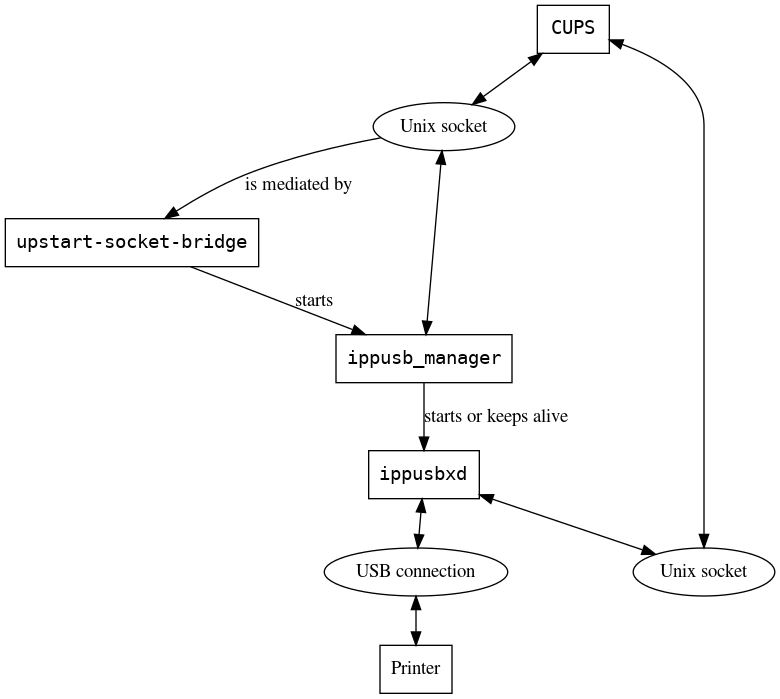 CUPS
Unix socket
is mediated by
upstart-socket-bridge
starts
ippusb_manager
starts or keeps alive
ippusbxd
USB connection
Unix socket
Printer